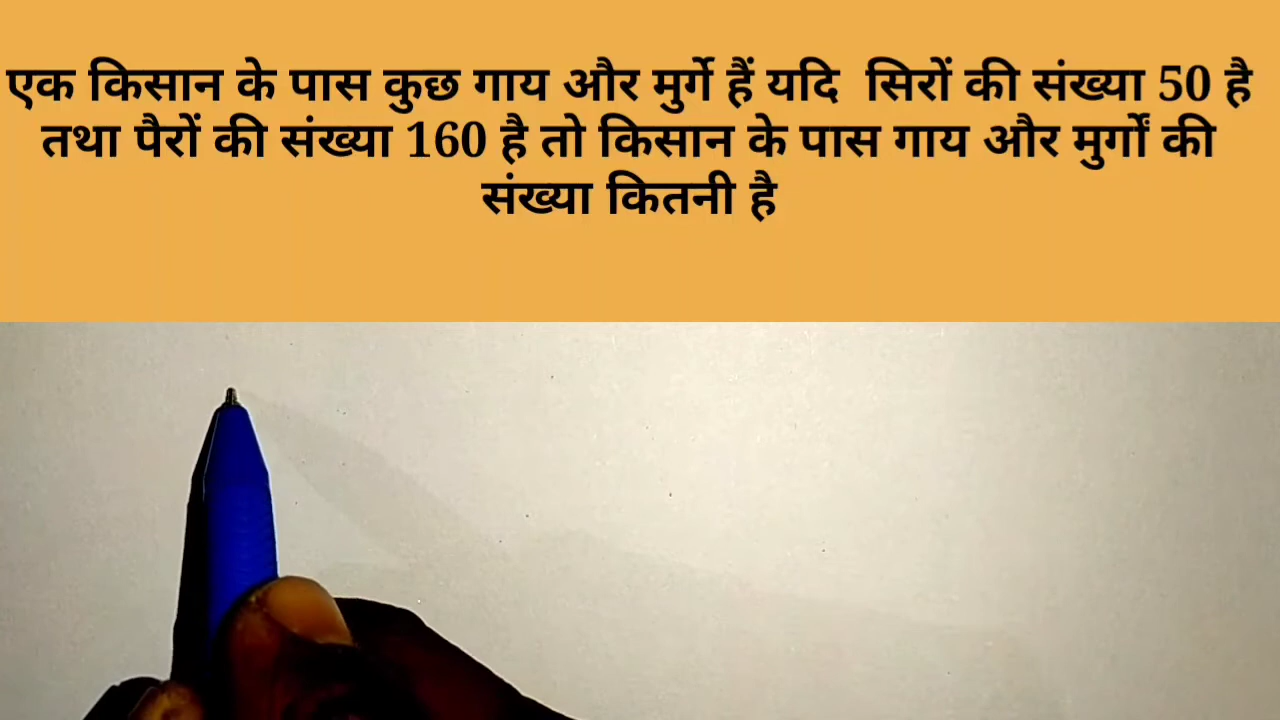 एक किसान के पास कुछ गाय और मुर्गे हैं यदि सिरों की संख्या 50 है
तथा पैरों की संख्या 160 है तो किसान के पास गाय और मुर्गों की
संख्या कितनी है